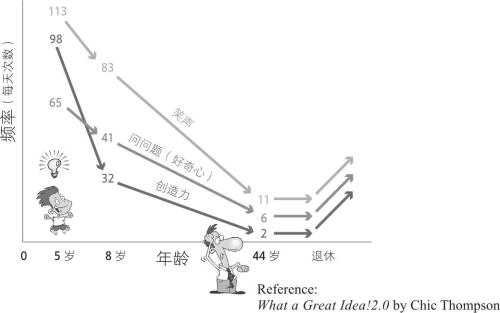 113
98
83
65
41
32
笑声
问问题（好奇心）
创造力
11
6
2
频率（每天次数）
0
5 岁
8 岁
年龄
44 岁
退休
Reference:
What a Great Idea!2.0 by Chic Thompson